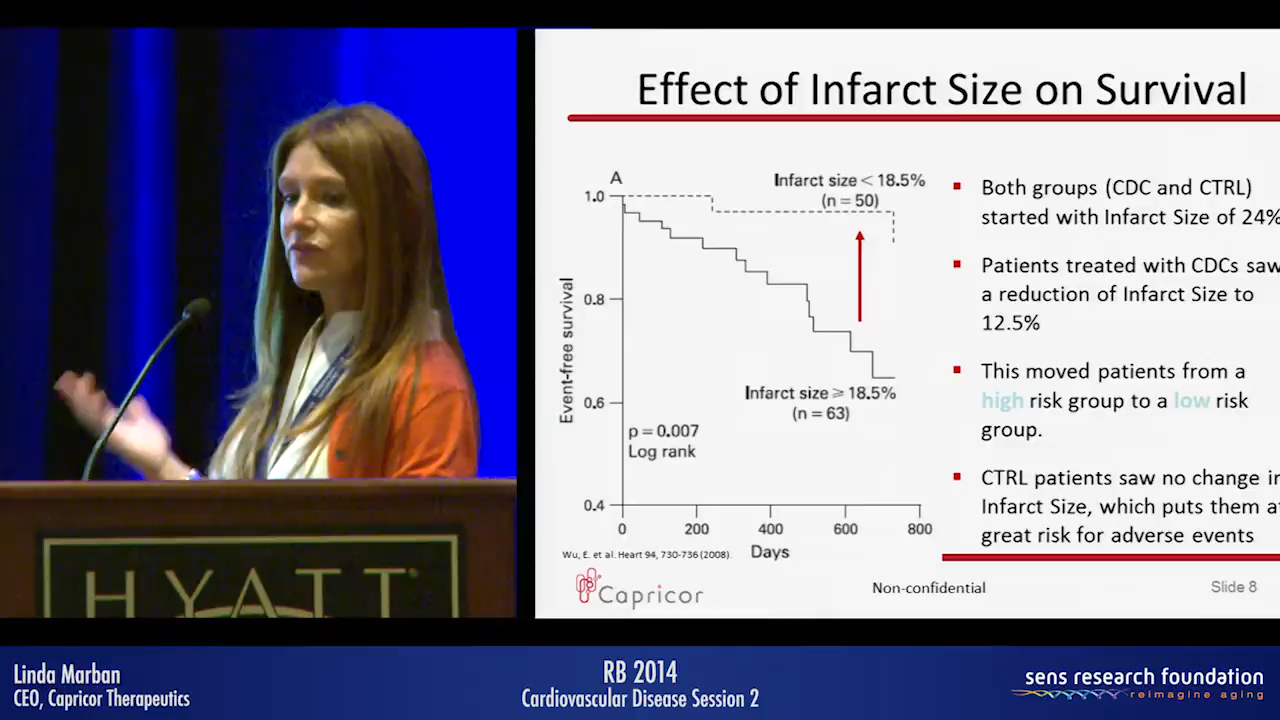 Effect of Infarct Size on Survival
A
Infarct size < 18.5%
(n = 50)
1.0
0.8
0.6
0.4
Event-free survival
Infarct size ≥ 18.5%
(n = 63)
p = 0.007
Log rank
0
200
400
600
800
Days
Wu, E. et al. Heart 94, 730-736 (2008).
Both groups (CDC and CTRL)
started with Infarct Size of 24%
Patients treated with CDCs saw
a reduction of Infarct Size to
12.5%
This moved patients from a
high risk group to a low risk
group.
CTRL patients saw no change in
Infarct Size, which puts them at
great risk for adverse events
Capricor
Non-confidential
Slide 8
HYATT
Linda Marban
CEO, Capricor Therapeutics
RB 2014
Cardiovascular Disease Session 2
sens research foundation
reimagine aging